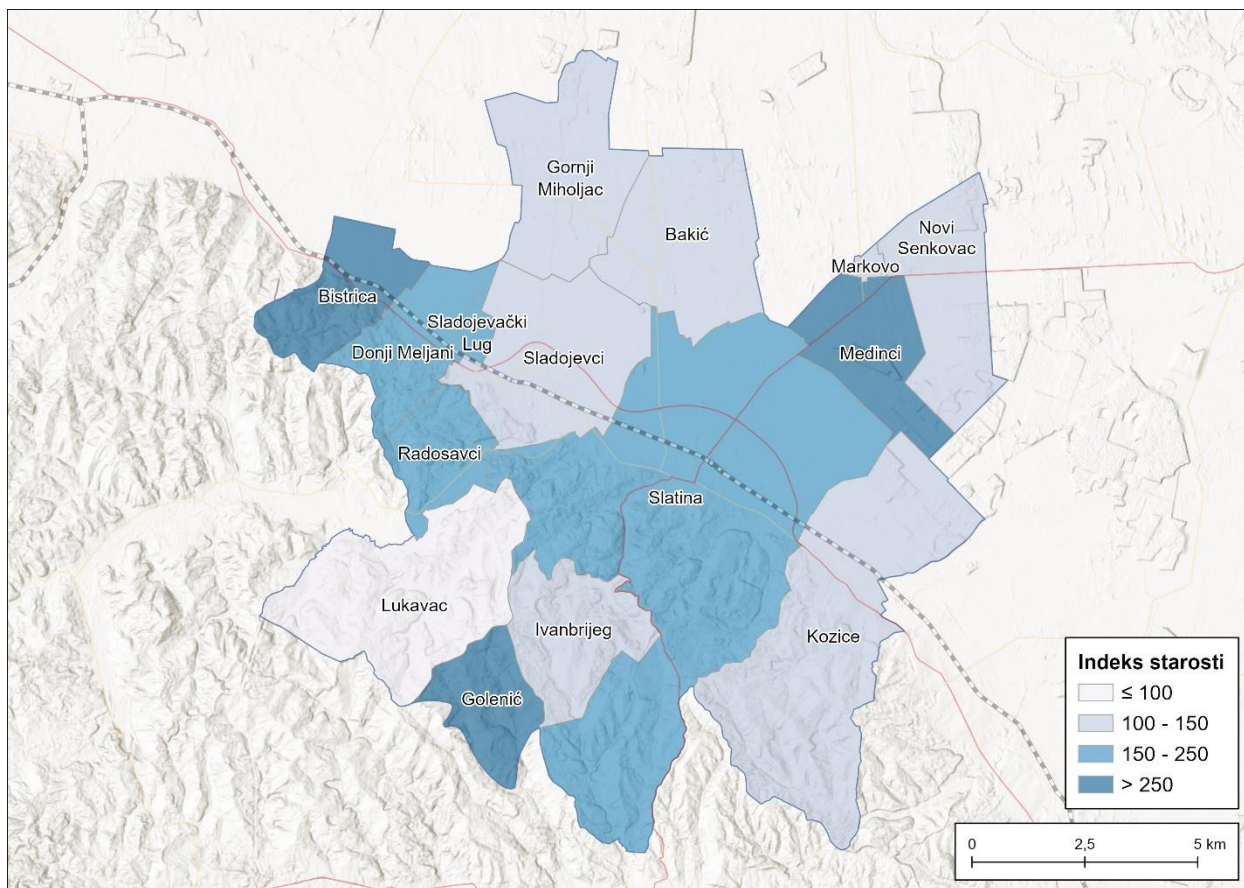 Gornji
Miholjac
Bakić
Novi
Senkovac
Markovo
Bistrica
Sladojevački
Lug
Donji Meljani
Sladojevci
Medinci
Radosavci
Slatina
Lukavac
Ivanbrijeg
Kozice
Golenić
Indeks starosti
≤ 100
100 - 150
150 - 250
> 250
0 2,5 5 km